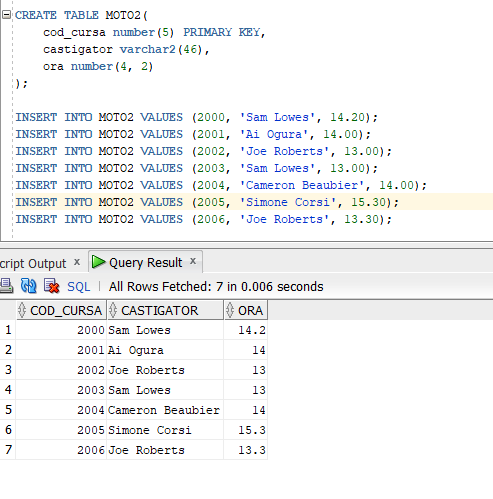 CREATE TABLE MOTO2(
cod_cursa number(5) PRIMARY KEY,
castigator varchar2(46),
ora number(4, 2)
);
INSERT INTO MOTO2 VALUES (2000, 'Sam Lowes', 14.20);
INSERT INTO MOTO2 VALUES (2001, 'Ai Ogura', 14.00);
INSERT INTO MOTO2 VALUES (2002, 'Joe Roberts', 13.00);
INSERT INTO MOTO2 VALUES (2003, 'Sam Lowes', 13.00);
INSERT INTO MOTO2 VALUES (2004, 'Cameron Beaubier', 14.00);
INSERT INTO MOTO2 VALUES (2005, 'Simone Corsi', 15.30);
INSERT INTO MOTO2 VALUES (2006, 'Joe Roberts', 13.30);
cript Output x Query Result x
SQL | All Rows Fetched: 7 in 0.006 seconds
COD_CURSA CASTIGATOR ORA
1 2000 Sam Lowes 14.2
2 2001 Ai Ogura 14
3 2002 Joe Roberts 13
4 2003 Sam Lowes 13
5 2004 Cameron Beaubier 14
6 2005 Simone Corsi 15.3
7 2006 Joe Roberts 13.3